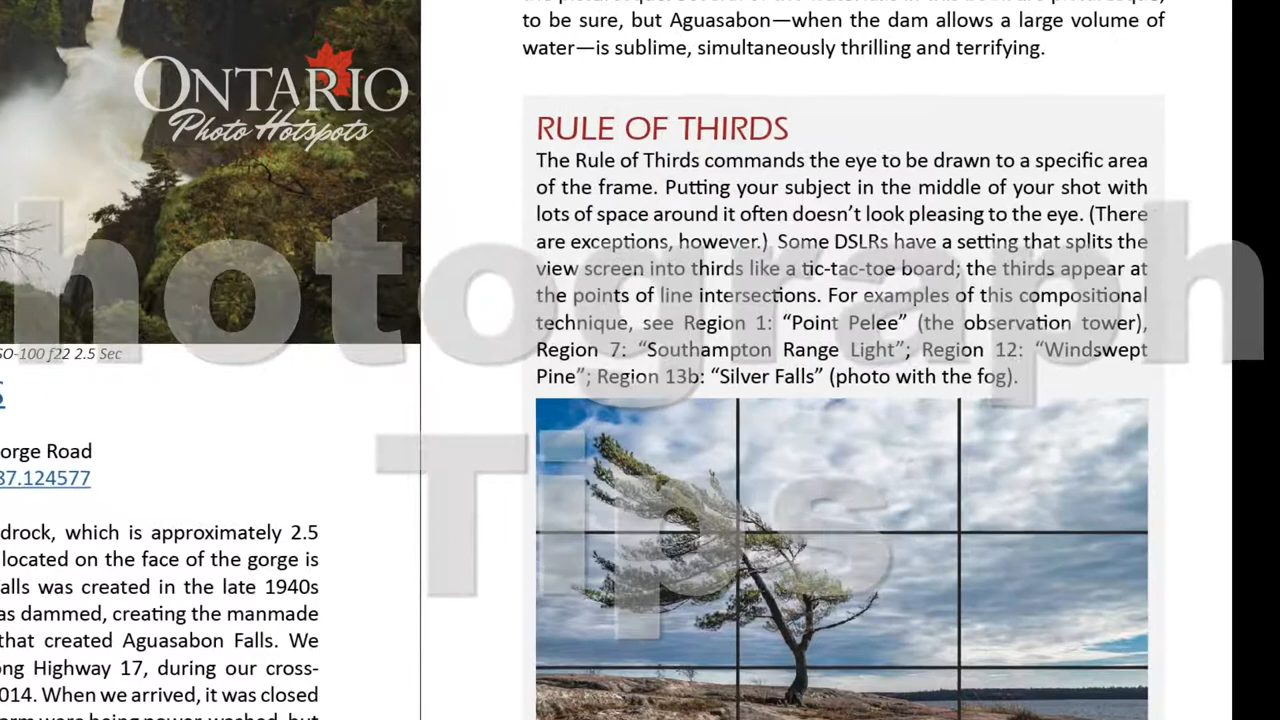 ONTARIO
Photo Hotspots
SO-100 f22 2.5 Sec
S
orge Road
87.124577
drock, which is approximately 2.5
located on the face of the gorge is
alls was created in the late 1940s
as dammed, creating the manmade
that created Aguasabon Falls. We
ong Highway 17, during our cross-
014. When we arrived, it was closed
to be sure, but Aguasabon—when the dam allows a large volume of
water—is sublime, simultaneously thrilling and terrifying.
RULE OF THIRDS
The Rule of Thirds commands the eye to be drawn to a specific area
of the frame. Putting your subject in the middle of your shot with
lots of space around it often doesn’t look pleasing to the eye. (There
are exceptions, however.) Some DSLRs have a setting that splits the
view screen into thirds like a tic-tac-toe board; the thirds appear at
the points of line intersections. For examples of this compositional
technique, see Region 1: “Point Pelee” (the observation tower),
Region 7: “Southampton Range Light”; Region 12: “Windswept
Pine”; Region 13b: “Silver Falls” (photo with the fog).
hotograph
Tips